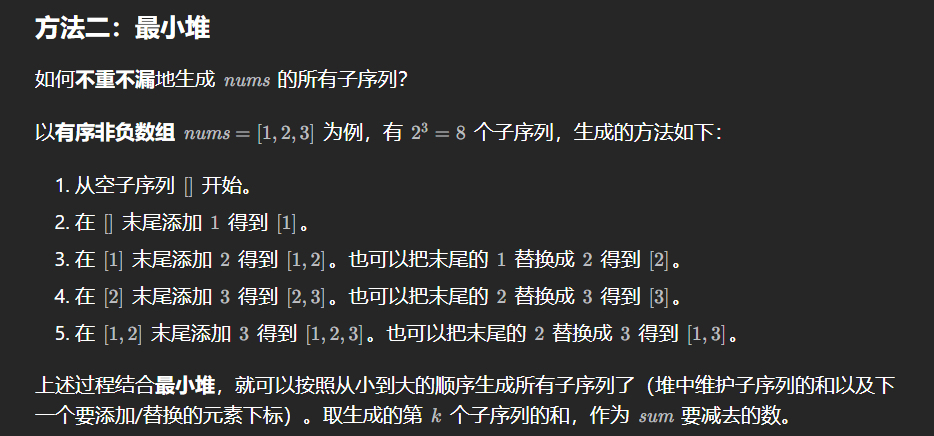 方法二：最小堆
如何不重不漏地生成 nums 的所有子序列？
以有序非负数组 nums = [1, 2, 3] 为例，有 2³ = 8 个子序列，生成的方法如下：
1. 从空子序列 [] 开始。
2. 在 [] 末尾添加 1 得到 [1]。
3. 在 [1] 末尾添加 2 得到 [1, 2]。也可以把末尾的 1 替换成 2 得到 [2]。
4. 在 [2] 末尾添加 3 得到 [2, 3]。也可以把末尾的 2 替换成 3 得到 [3]。
5. 在 [1, 2] 末尾添加 3 得到 [1, 2, 3]。也可以把末尾的 2 替换成 3 得到 [1, 3]。
上述过程结合最小堆，就可以按照从小到大的顺序生成所有子序列了（堆中维护子序列的和以及下
一个要添加/替换的元素下标）。取生成的第 k 个子序列的和，作为 sum 要减去的数。